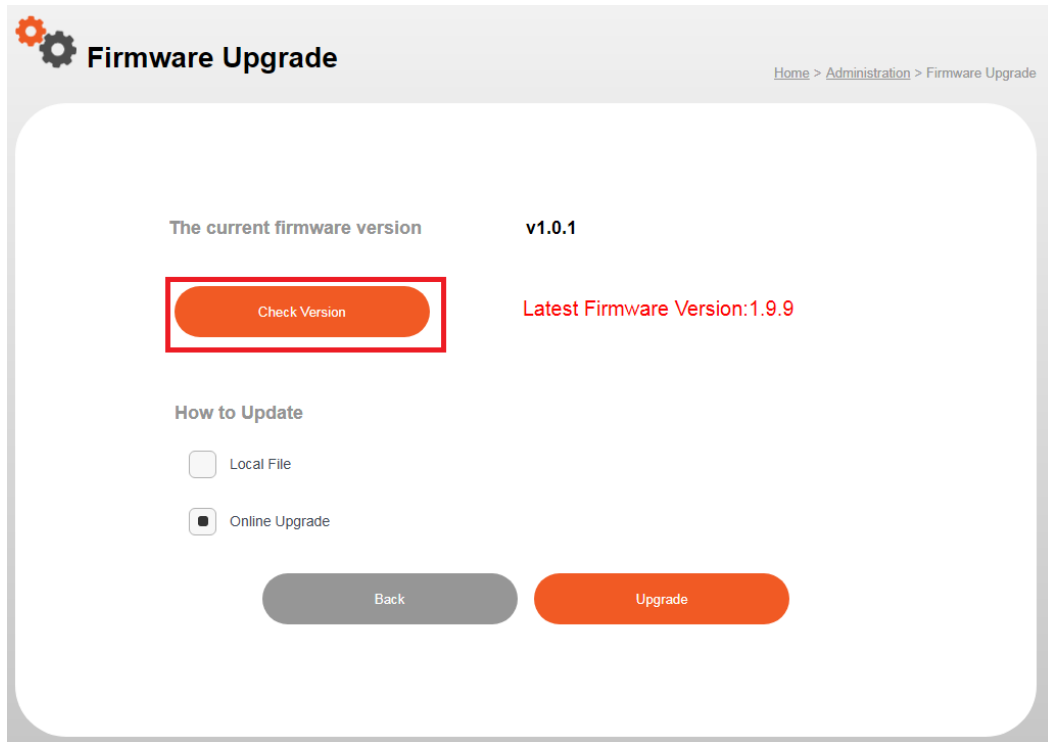 Firmware Upgrade
Home > Administration > Firmware Upgrade
The current firmware version v1.0.1
Check Version Latest Firmware Version:1.9.9
How to Update
Local File
Online Upgrade
Back Upgrade